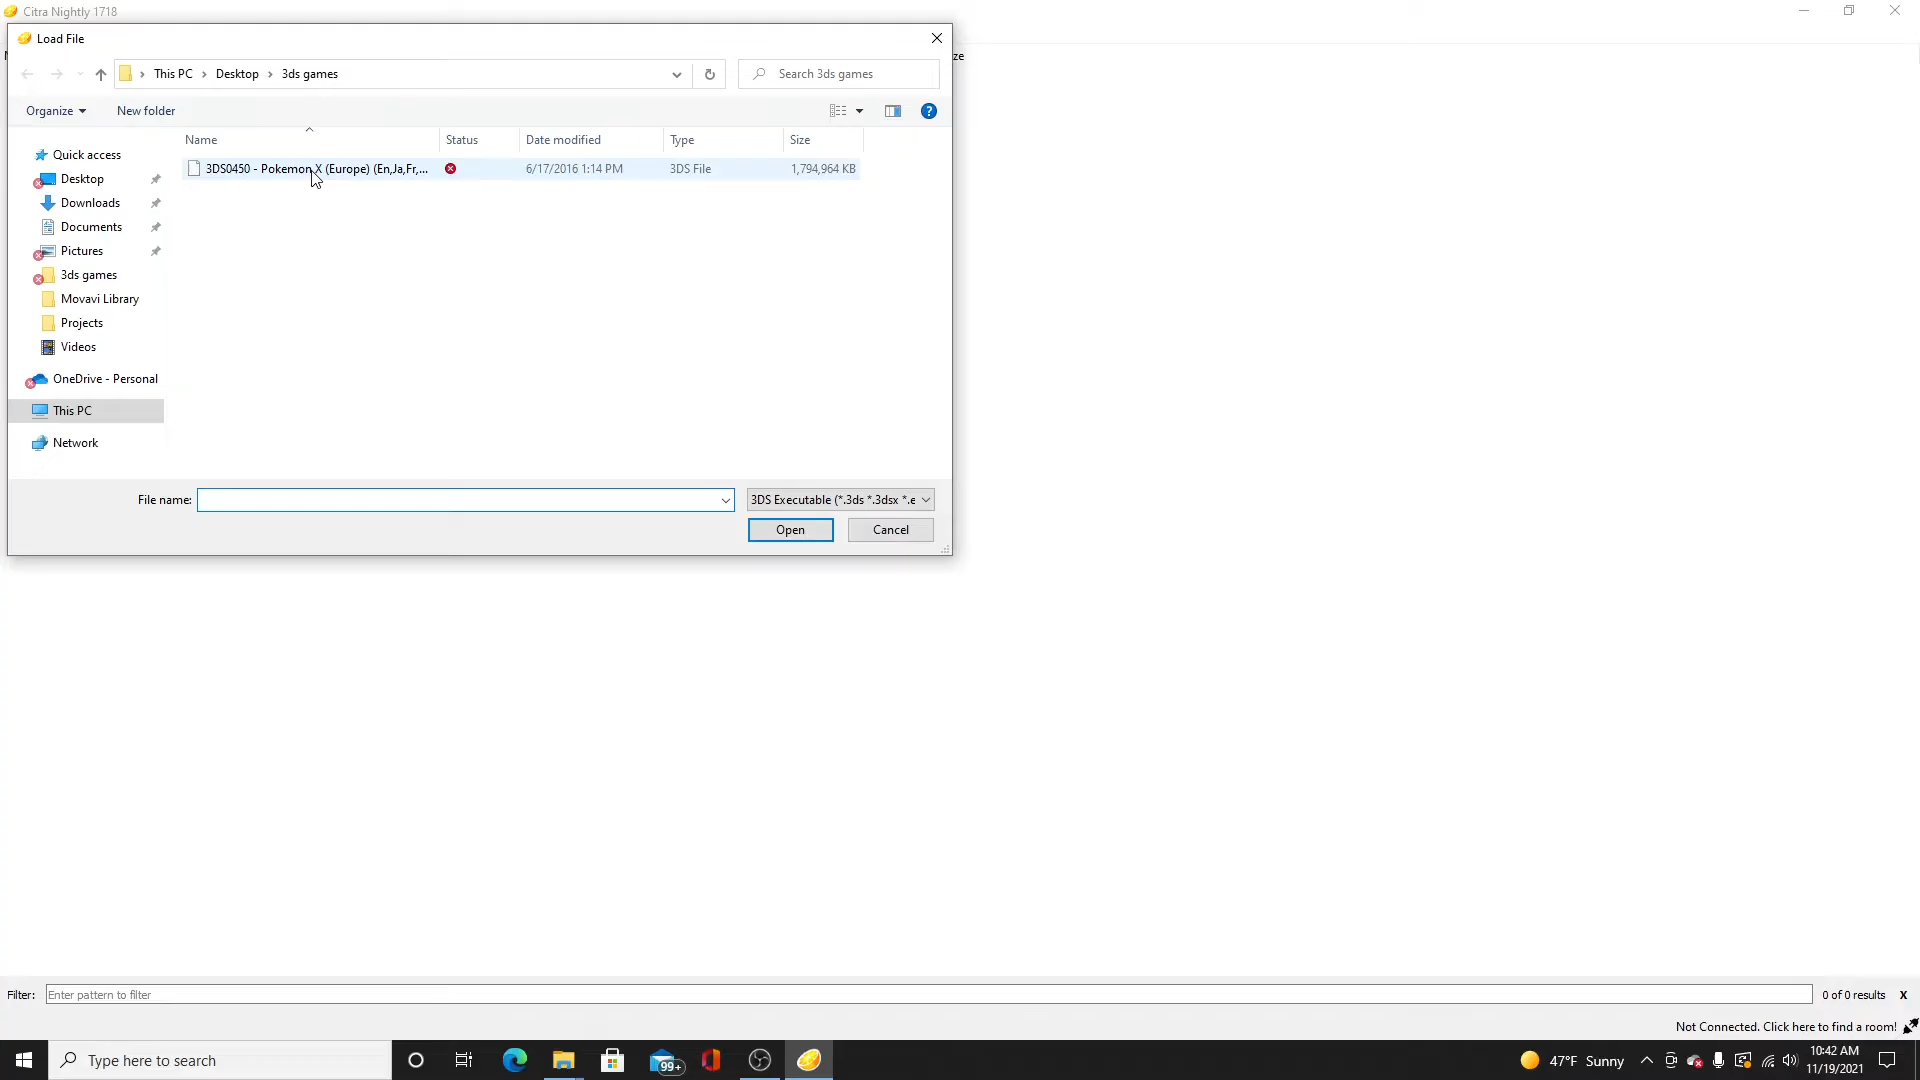 Citra Nightly 1718
Load File
ze
This PC > Desktop > 3ds games
Search 3ds games
Organize
New folder
Name
Status
Date modified
Type
Size
3DS0450 - Pokemon X (Europe) (En,Ja,Fr,...
6/17/2016 1:14 PM
3DS File
1,794,964 KB
Quick access
Desktop
Downloads
Documents
Pictures
3ds games
Movavi Library
Projects
Videos
OneDrive - Personal
This PC
Network
File name:
3DS Executable (*.3ds *.3dsx *.e
Open
Cancel
Filter:
Enter pattern to filter
0 of 0 results
X
Not Connected. Click here to find a room!
Type here to search
99+
47°F Sunny
10:42 AM
11/19/2021